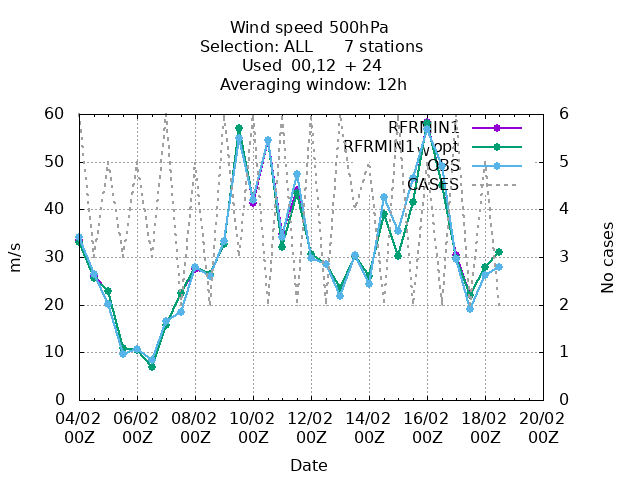 Wind speed 500hPa
Selection: ALL 7 stations
Used 00,12 + 24
Averaging window: 12h
60 6
RFRMIN1
RFRMIN1wopt
50 5
OBS
CASES
40 4
30 3
20 2
10 1
0 0
m/s
No cases
04/02 06/02 08/02 10/02 12/02 14/02 16/02 18/02 20/02
00Z 00Z 00Z 00Z 00Z 00Z 00Z 00Z 00Z
Date